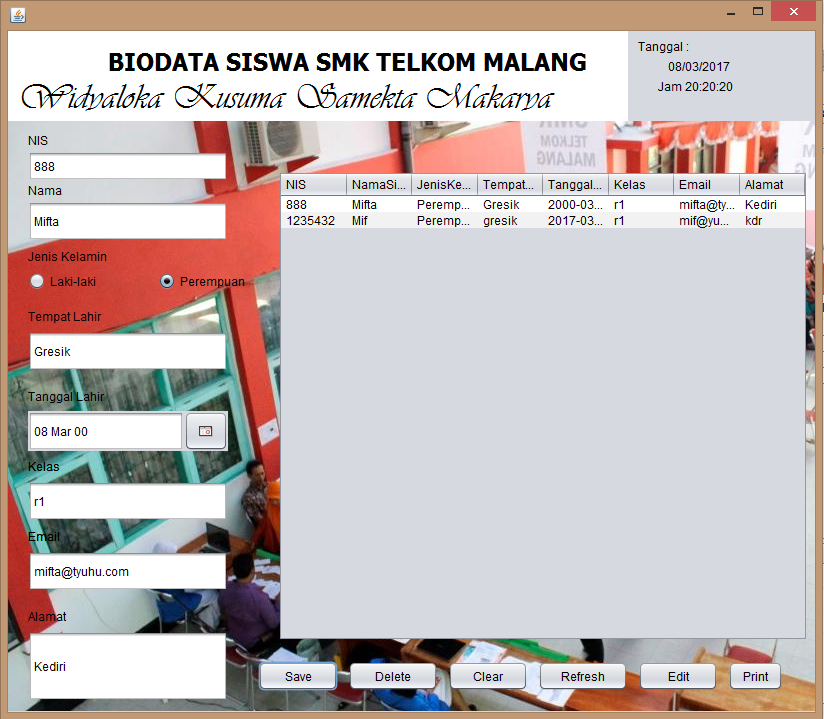 BIODATA SISWA SMK TELKOM MALANG
Widyaloka Kusuma Samekta Makarya
Tanggal :
08/03/2017
Jam 20:20:20
NIS
888
Nama
Mifta
Jenis Kelamin
Laki-laki Perempuan
Tempat Lahir
Gresik
Tanggal Lahir
08 Mar 00
Kelas
r1
Email
mifta@tyuhu.com
Alamat
Kediri
TELKOM
MALANG
NIS NamaSi... JenisKe... Tempat... Tanggal... Kelas Email Alamat
888 Mifta Peremp... Gresik 2000-03... r1 mifta@ty... Kediri
1235432 Mif Peremp... gresik 2017-03... r1 mif@yu... kdr
Save Delete Clear Refresh Edit Print